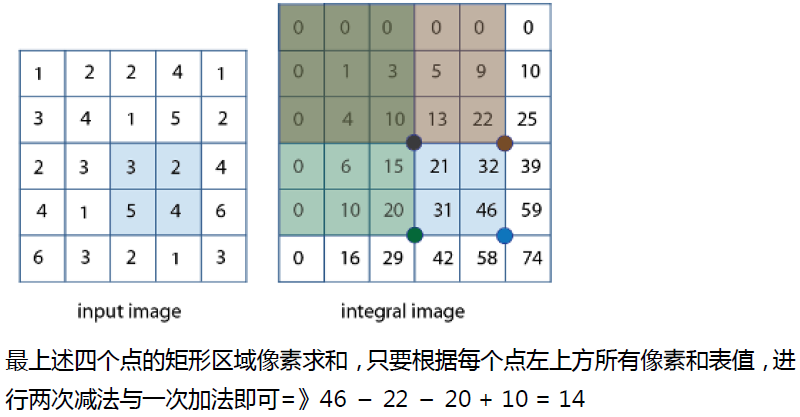 0 0 0 0 0 0
1 2 2 4 1
0 1 3 5 9 10
3 4 1 5 2
0 4 10 13 22 25
2 3 3 2 4
0 6 15 21 32 39
4 1 5 4 6
0 10 20 31 46 59
6 3 2 1 3
0 16 29 42 58 74
input image
integral image
最上述四个点的矩形区域像素求和,只要根据每个点左上方所有像素和表值,进
行两次减法与一次加法即可=》46 – 22 – 20 + 10 = 14